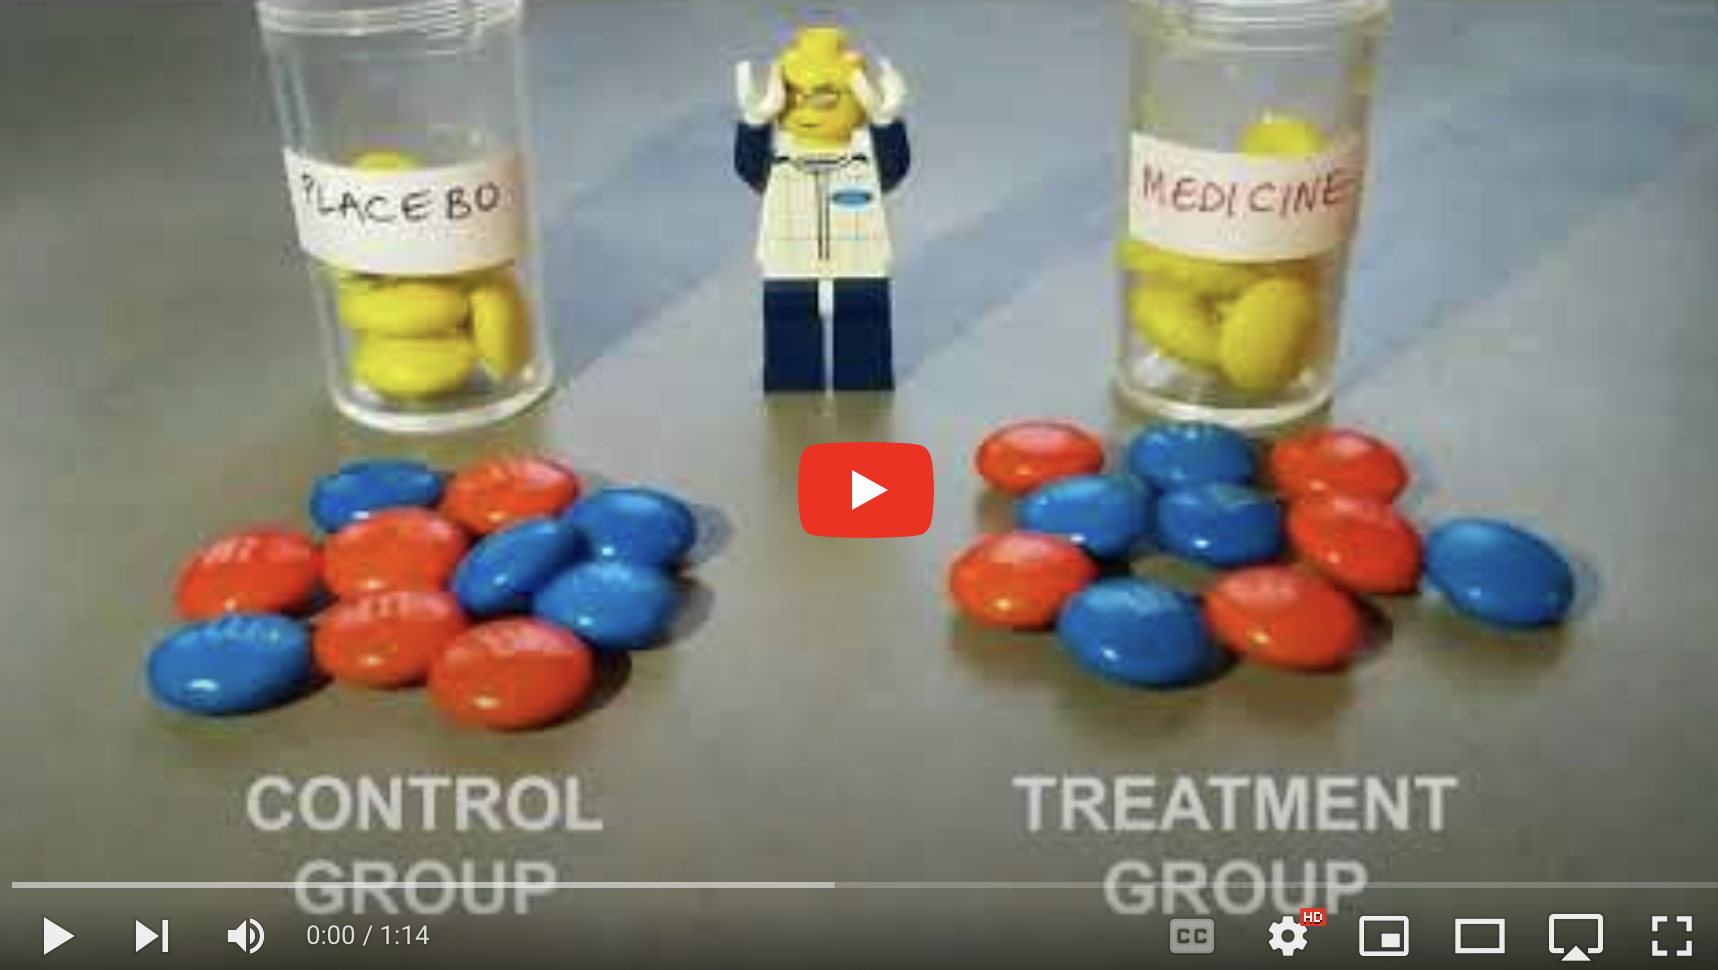 PLACEBO
MEDICINE
CONTROL
GROUP
TREATMENT
GROUP
0:00 / 1:14
CC
HD